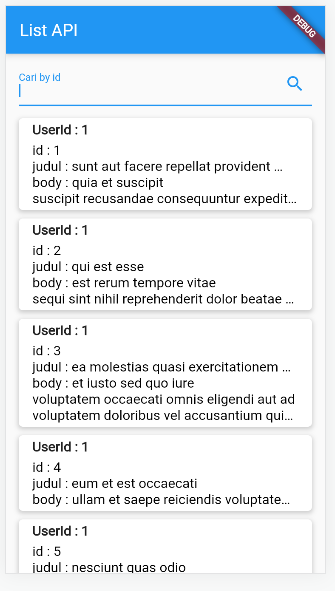 List API
DEBUG
Cari by id
UserId : 1
id : 1
judul : sunt aut facere repellat provident ...
body : quia et suscipit
suscipit recusandae consequuntur expedit...
UserId : 1
id : 2
judul : qui est esse
body : est rerum tempore vitae
sequi sint nihil reprehenderit dolor beatae ...
UserId : 1
id : 3
judul : ea molestias quasi exercitationem ...
body : et iusto sed quo iure
voluptatem occaecati omnis eligendi aut ad
voluptatem doloribus vel accusantium qui...
UserId : 1
id : 4
judul : eum et est occaecati
body : ullam et saepe reiciendis voluptate...
UserId : 1
id : 5
judul : nesciunt quas odio